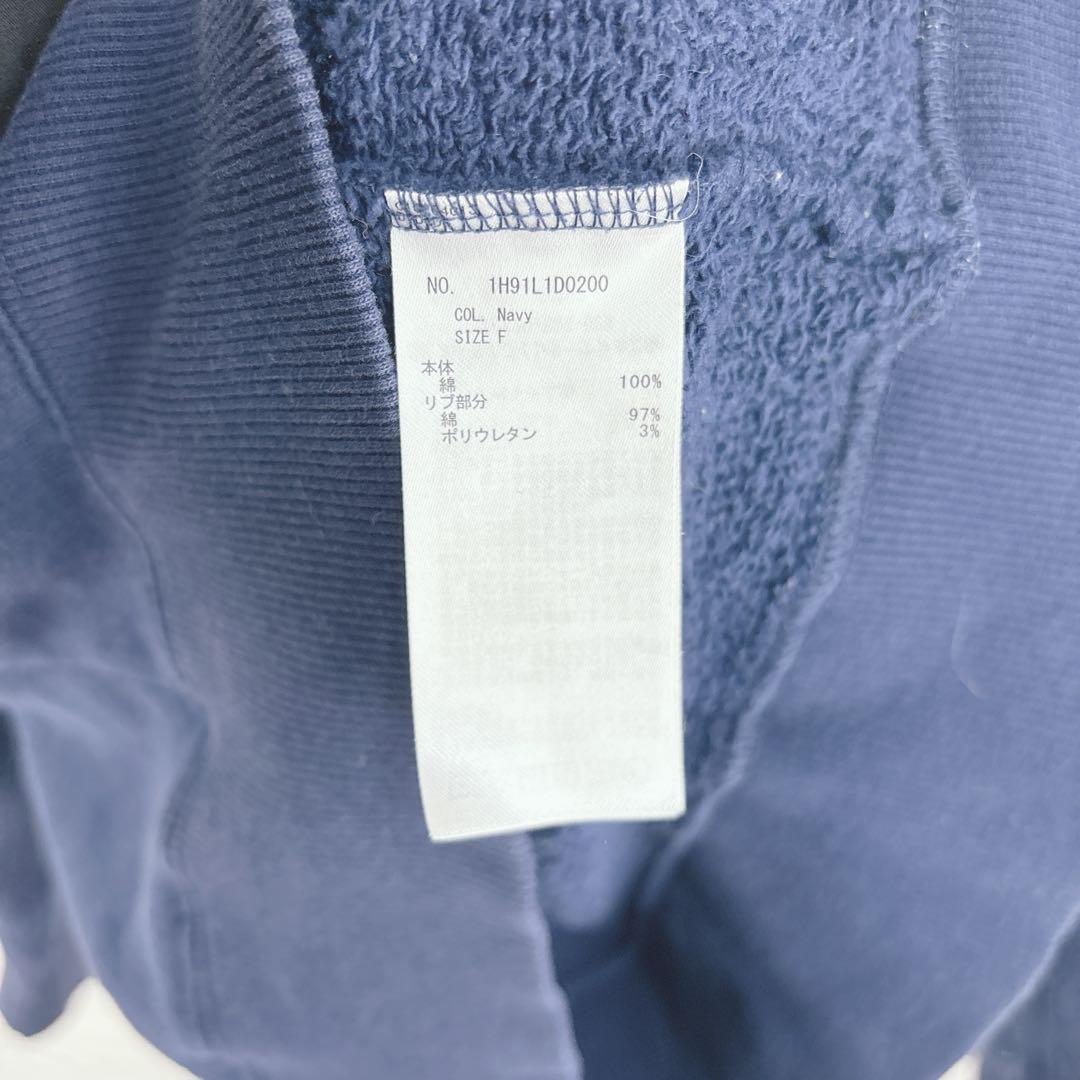 NO. 1H91L1D0200
COL. Navy
SIZE F
本体
綿 100%
リブ部分
綿 97%
ポリウレタン 3%